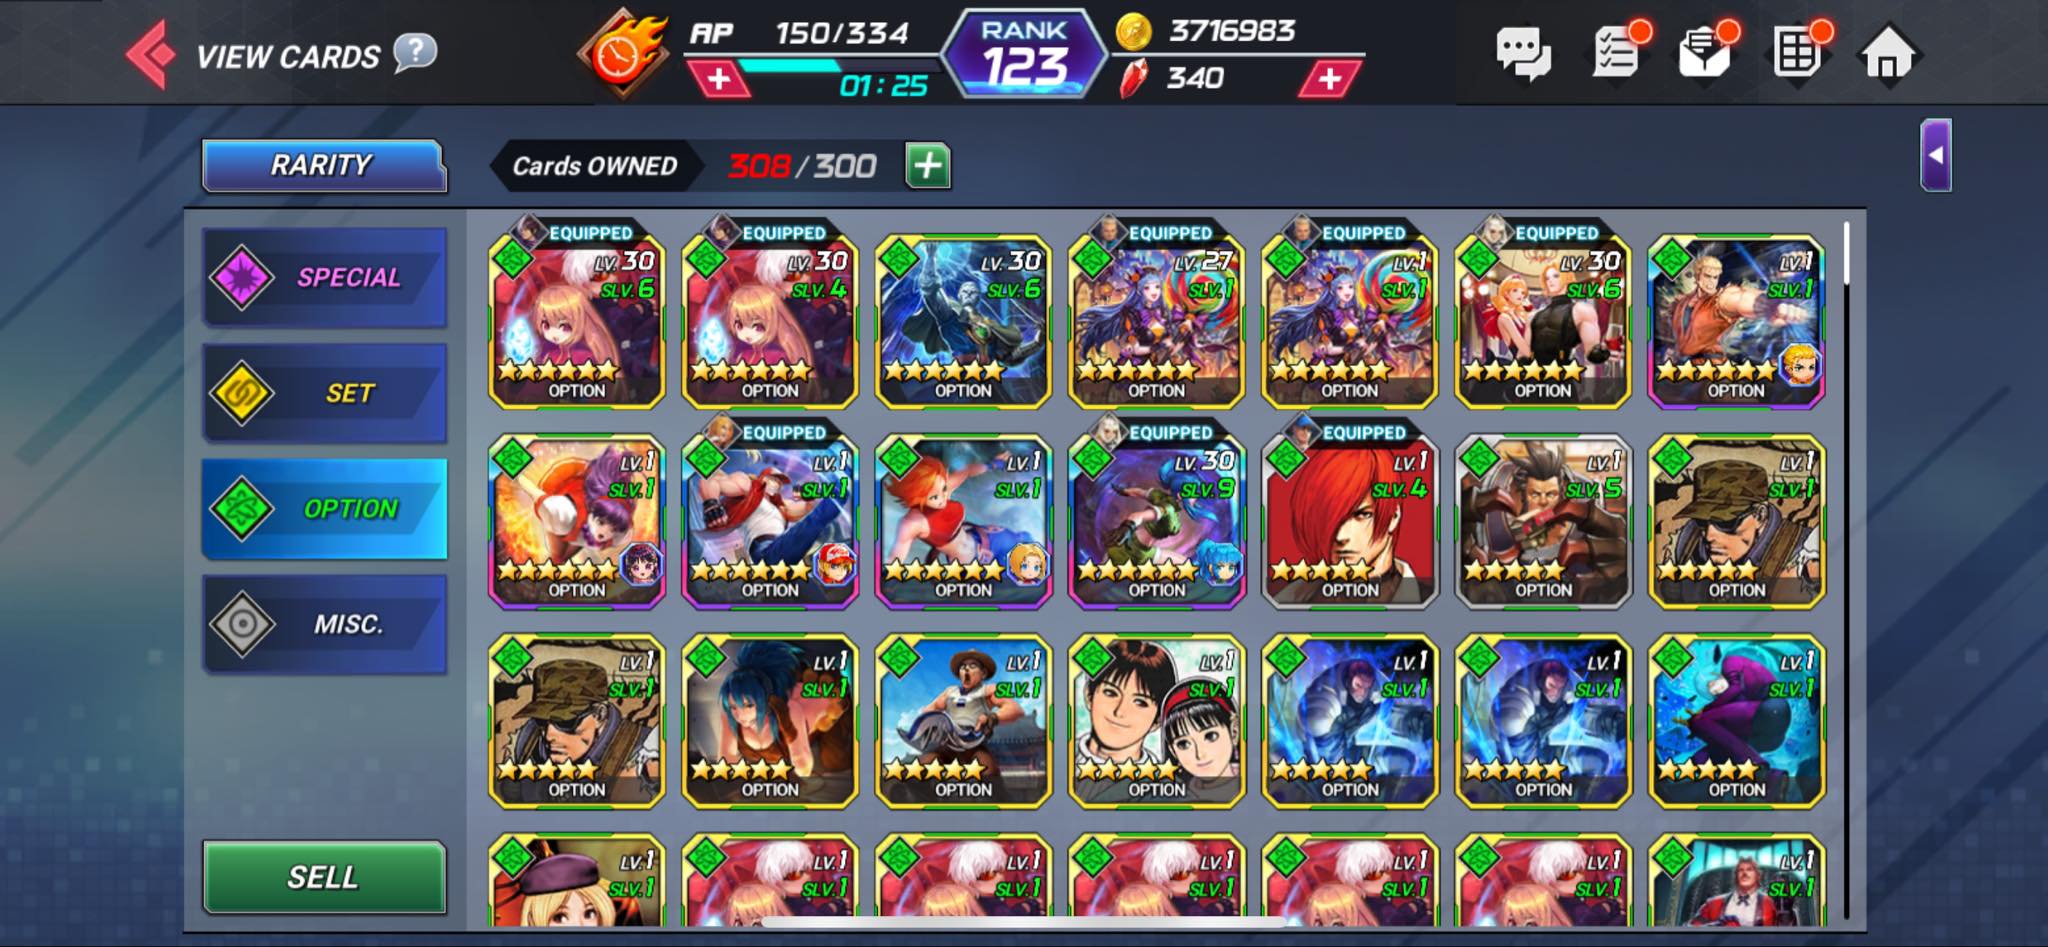 VIEW CARDS ?
AP 150/334
01:25
RANK
123
3716983
340
RARITY
Cards OWNED 308/300
SPECIAL
SET
OPTION
MISC.
SELL
EQUIPPED EQUIPPED EQUIPPED EQUIPPED EQUIPPED
LV.30 LV.30 LV.30 LV.27 LV.1 LV.30 LV.1
SLV.6 SLV.4 SLV.6 SLV.1 SLV.1 SLV.6 SLV.1
OPTION OPTION OPTION OPTION OPTION OPTION OPTION
EQUIPPED EQUIPPED EQUIPPED
LV.1 LV.1 LV.1 LV.30 LV.1 LV.1 LV.1
SLV.1 SLV.1 SLV.1 SLV.9 SLV.4 SLV.5 SLV.1
OPTION OPTION OPTION OPTION OPTION OPTION OPTION
LV.1 LV.1 LV.1 LV.1 LV.1 LV.1 LV.1
SLV.1 SLV.1 SLV.1 SLV.1 SLV.1 SLV.1 SLV.1
OPTION OPTION OPTION OPTION OPTION OPTION OPTION
LV.1 LV.1 LV.1 LV.1 LV.1 LV.1 LV.1
SLV.1 SLV.1 SLV.1 SLV.1 SLV.1 SLV.1 SLV.1